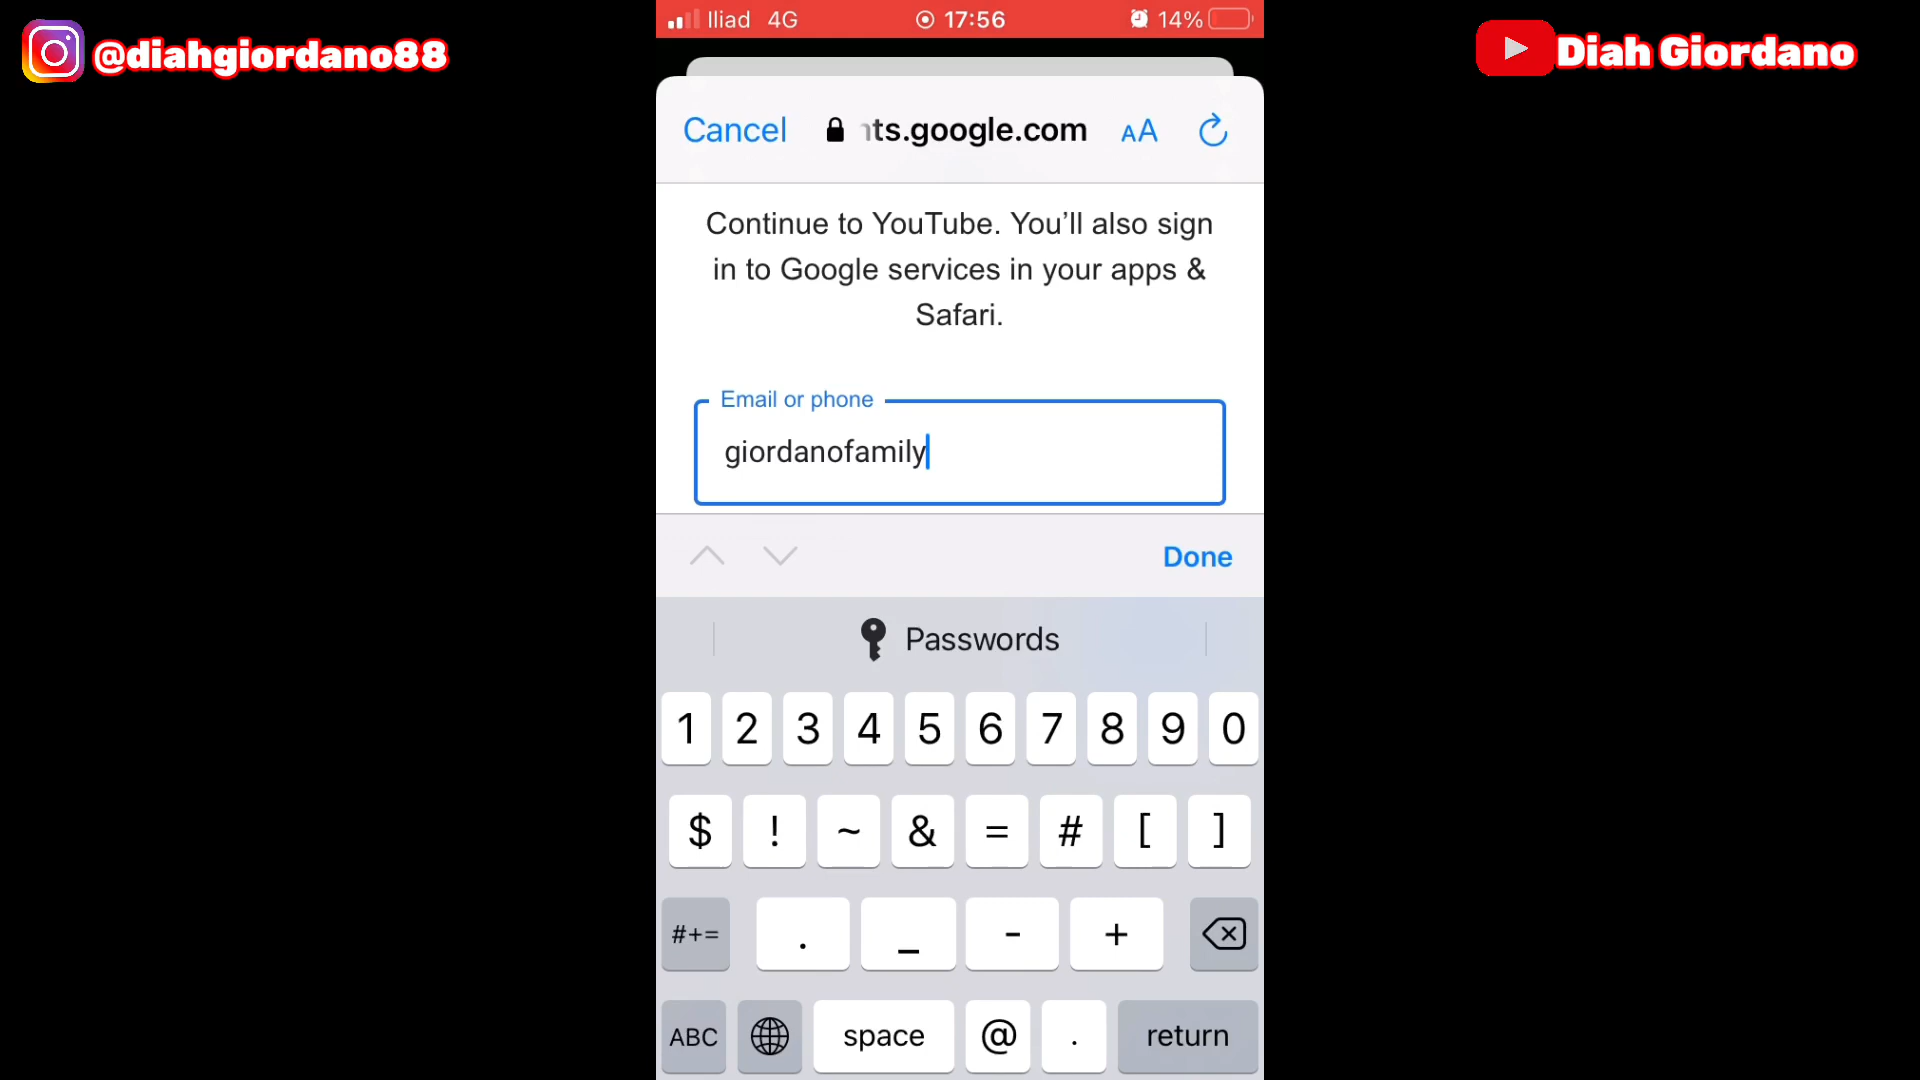 @diahgiordano88
Diah Giordano
Iliad 4G 17:56 14%
Cancel ts.google.com AA
Continue to YouTube. You’ll also sign
in to Google services in your apps &
Safari.
Email or phone
giordanofamily
Done
Passwords
1 2 3 4 5 6 7 8 9 0
$ ! ~ & = # [ ]
#+= . _ - +
ABC space @ . return